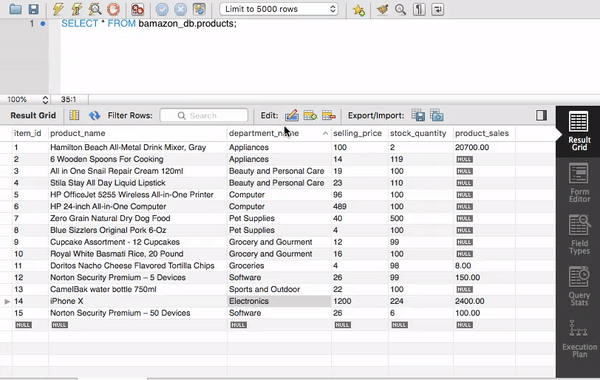 Limit to 5000 rows
1 SELECT * FROM bamazon_db.products;
100% 35:1
Result Grid Filter Rows: Search Edit: Export/Import:
item_id product_name department_name selling_price stock_quantity product_sales
1 Hamilton Beach All-Metal Drink Mixer, Gray Appliances 100 2 20700.00
2 6 Wooden Spoons For Cooking Appliances 14 119 NULL
3 All in One Snail Repair Cream 120ml Beauty and Personal Care 19 100 NULL
4 Stila Stay All Day Liquid Lipstick Beauty and Personal Care 23 110 NULL
5 HP OfficeJet 5255 Wireless All-in-One Printer Computer 96 100 NULL
6 HP 24-inch All-in-One Computer Computer 489 100 NULL
7 Zero Grain Natural Dry Dog Food Pet Supplies 40 500 NULL
8 Blue Sizzlers Original Pork 6-Oz Pet Supplies 4 100 NULL
9 Cupcake Assortment - 12 Cupcakes Grocery and Gourment 12 99 NULL
10 Royal White Basmati Rice, 20 Pound Grocery and Gourment 16 100 NULL
11 Doritos Nacho Cheese Flavored Tortilla Chips Groceries 4 98 8.00
12 Norton Security Premium – 5 Devices Software 26 99 150.00
13 CamelBak water bottle 750ml Sports and Outdoor 22 100 NULL
14 iPhone X Electronics 1200 224 2400.00
15 Norton Security Premium – 50 Devices Software 26 6 100.00
NULL NULL NULL NULL NULL NULL
Result
Grid
Form
Editor
Field
Types
Query
Stats
Execution
Plan